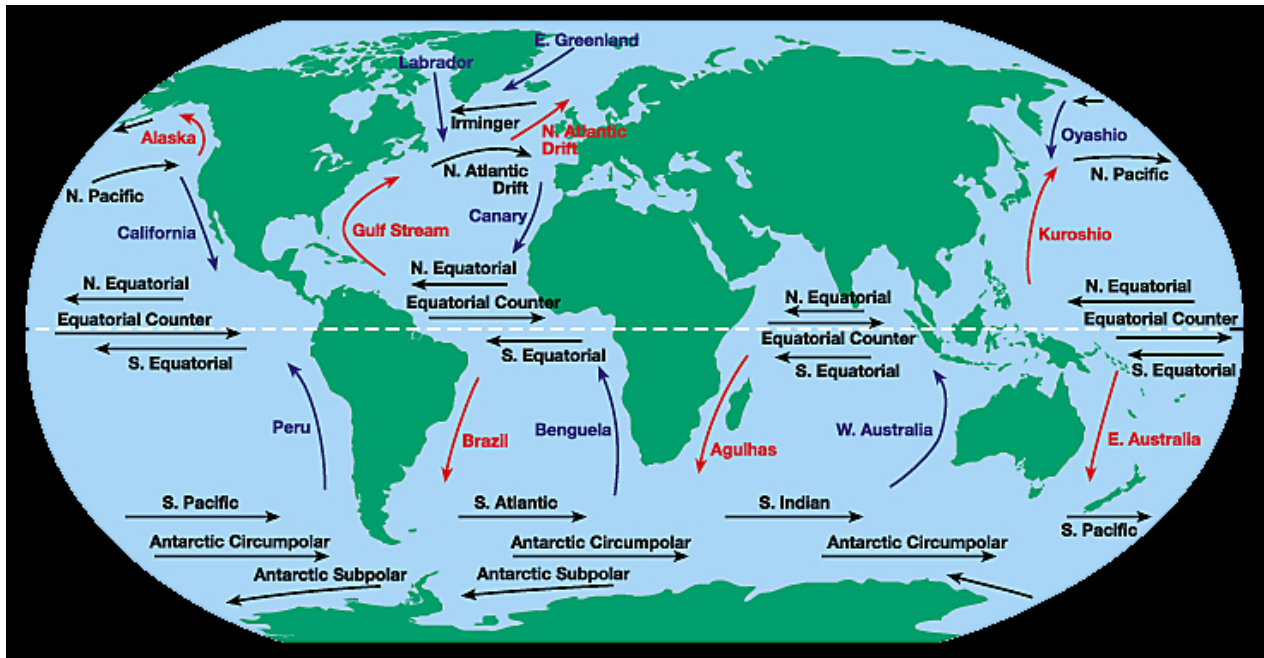 E. Greenland
Labrador
Irminger
N. Atlantic
Drift
Alaska
Oyashio
N. Pacific
N. Atlantic
Drift
N. Pacific
Canary
California
Gulf Stream
Kuroshio
N. Equatorial
N. Equatorial
N. Equatorial
N. Equatorial
Equatorial Counter
Equatorial Counter
Equatorial Counter
Equatorial Counter
S. Equatorial
S. Equatorial
S. Equatorial
S. Equatorial
Peru
Brazil
Benguela
Agulhas
W. Australia
E. Australia
S. Pacific
S. Atlantic
S. Indian
S. Pacific
Antarctic Circumpolar
Antarctic Circumpolar
Antarctic Circumpolar
Antarctic Subpolar
Antarctic Subpolar